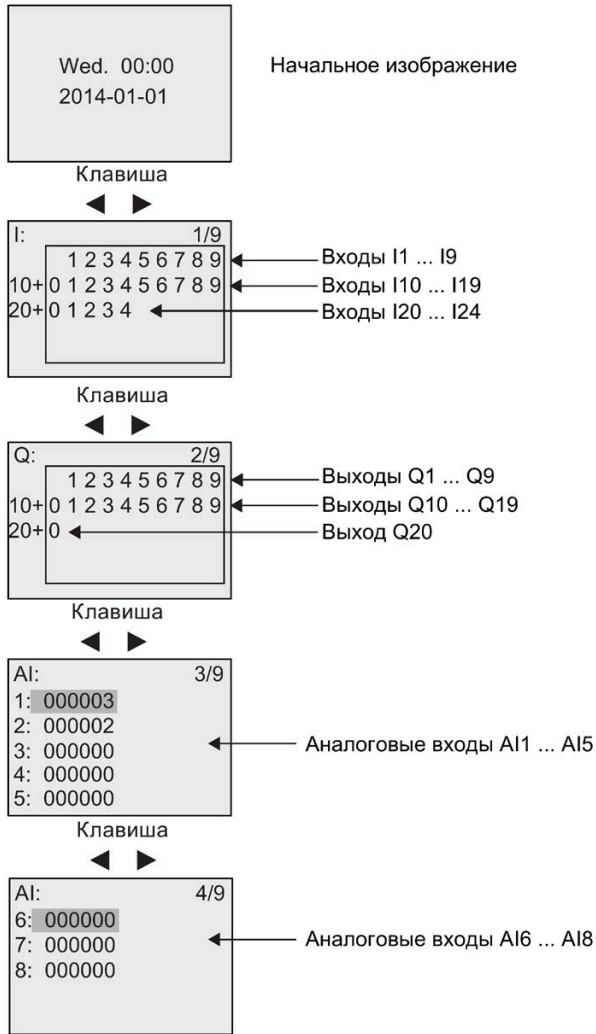 Wed. 00:00
Начальное изображение
2014-01-01
Клавиша
I: 1/9
1 2 3 4 5 6 7 8 9 Входы I1 ... I9
10+ 0 1 2 3 4 5 6 7 8 9 Входы I10 ... I19
20+ 0 1 2 3 4 Входы I20 ... I24
Клавиша
Q: 2/9
1 2 3 4 5 6 7 8 9 Выходы Q1 ... Q9
10+ 0 1 2 3 4 5 6 7 8 9 Выходы Q10 ... Q19
20+ 0 Выход Q20
Клавиша
AI: 3/9
1: 000003
2: 000002
3: 000000 Аналоговые входы AI1 ... AI5
4: 000000
5: 000000
Клавиша
AI: 4/9
6: 000000
7: 000000 Аналоговые входы AI6 ... AI8
8: 000000